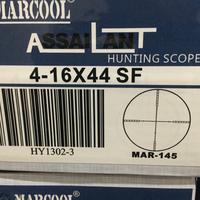 MARCOOL
ASSAILANT
HUNTING SCOPE
4-16X44 SF
HY1302-3
MAR-145
MARCOOL